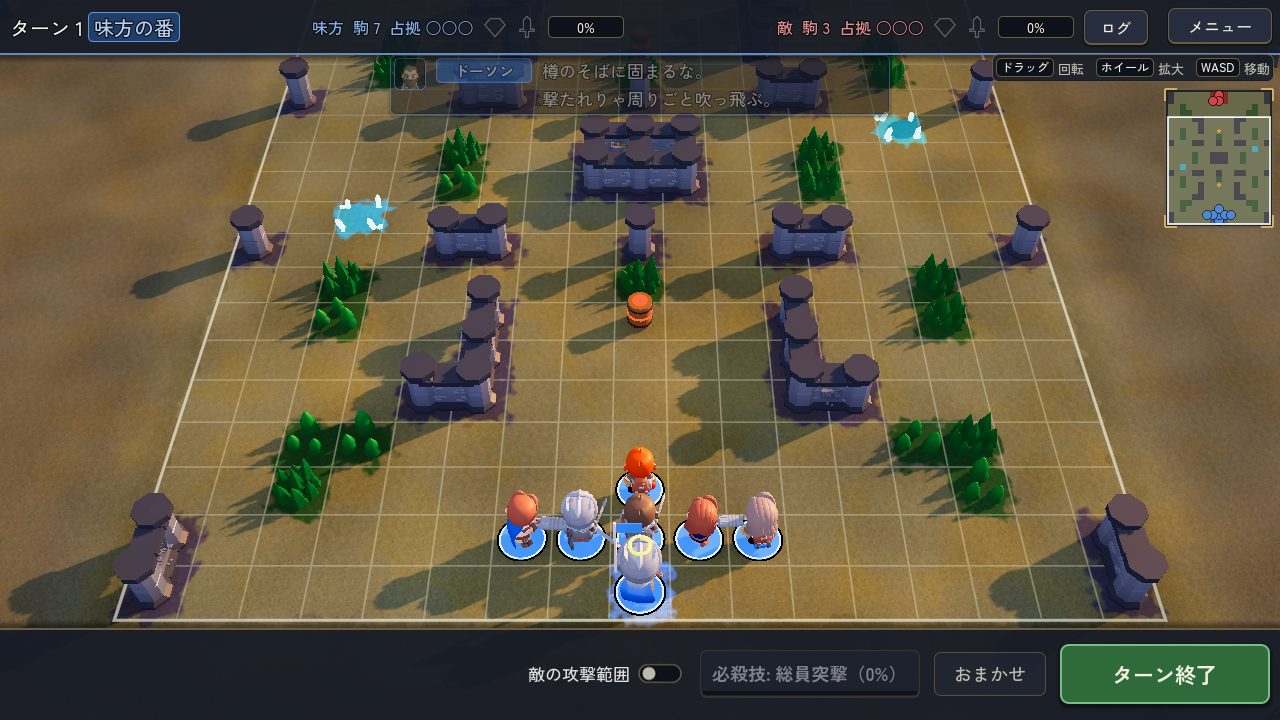 ターン 1 味方の番
味方 駒 7 占拠 〇〇〇 0%
敵 駒 3 占拠 〇〇〇 0%
ログ
メニュー
ドラッグ 回転 ホイール 拡大 WASD 移動
ドーソン
樽のそばに固まるな。
撃たれりゃ周りごと吹っ飛ぶ。
敵の攻撃範囲
必殺技: 総員突撃（0%）
おまかせ
ターン終了